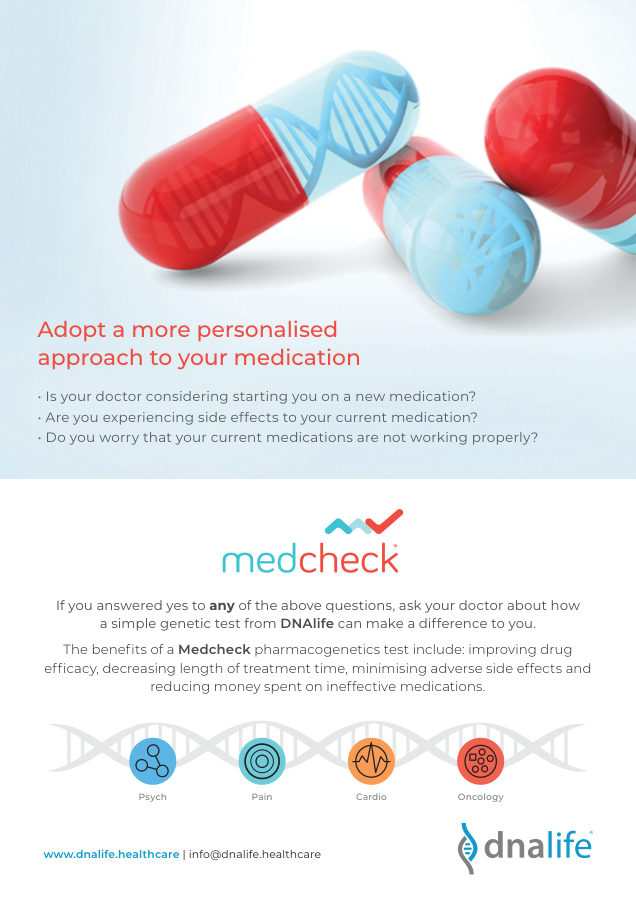 Adopt a more personalised
approach to your medication
• Is your doctor considering starting you on a new medication?
• Are you experiencing side effects to your current medication?
• Do you worry that your current medications are not working properly?
medcheck®
If you answered yes to any of the above questions, ask your doctor about how
a simple genetic test from DNAlife can make a difference to you.
The benefits of a Medcheck pharmacogenetics test include: improving drug
efficacy, decreasing length of treatment time, minimising adverse side effects and
reducing money spent on ineffective medications.
Psych
Pain
Cardio
Oncology
www.dnalife.healthcare | info@dnalife.healthcare
dnalife®